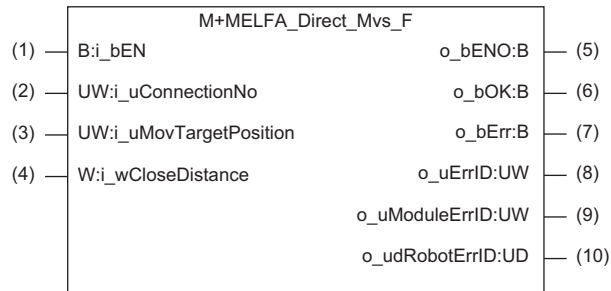 M+MELFA_Direct_Mvs_F
(1) B:i_bEN o_bENO:B (5)
(2) UW:i_uConnectionNo o_bOK:B (6)
(3) UW:i_uMovTargetPosition o_bErr:B (7)
(4) W:i_wCloseDistance o_uErrID:UW (8)
o_uModuleErrID:UW (9)
o_udRobotErrID:UD (10)